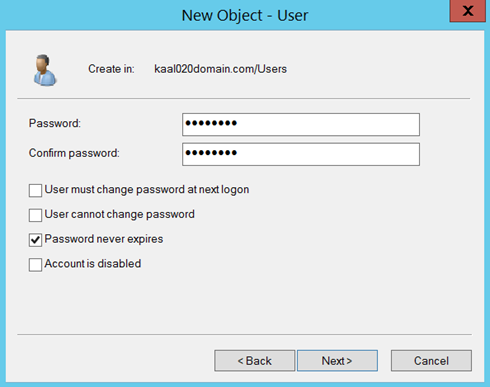 New Object - User
X
Create in: kaal020domain.com/Users
Password: ●●●●●●●●
Confirm password: ●●●●●●●●
User must change password at next logon
User cannot change password
Password never expires
Account is disabled
< Back Next > Cancel